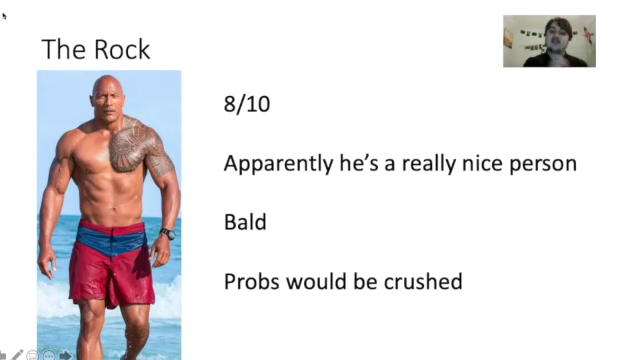 The Rock
8/10
Apparently he's a really nice person
Bald
Probs would be crushed